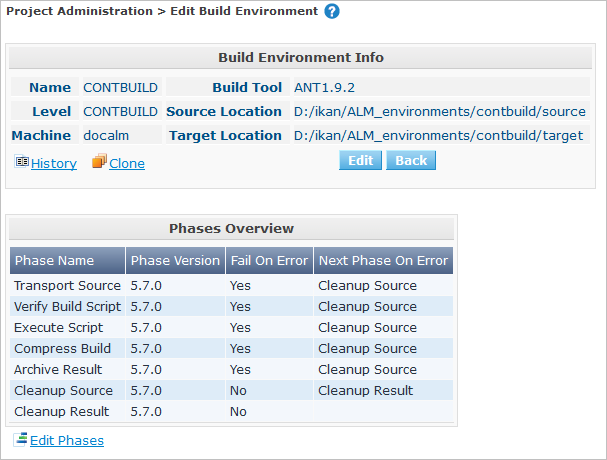 Project Administration > Edit Build Environment ?
Build Environment Info
Name CONTBUILD Build Tool ANT1.9.2
Level CONTBUILD Source Location D:/ikan/ALM_environments/contbuild/source
Machine docalm Target Location D:/ikan/ALM_environments/contbuild/target
History Clone Edit Back
Phases Overview
Phase Name Phase Version Fail On Error Next Phase On Error
Transport Source 5.7.0 Yes Cleanup Source
Verify Build Script 5.7.0 Yes Cleanup Source
Execute Script 5.7.0 Yes Cleanup Source
Compress Build 5.7.0 Yes Cleanup Source
Archive Result 5.7.0 Yes Cleanup Source
Cleanup Source 5.7.0 No Cleanup Result
Cleanup Result 5.7.0 No
Edit Phases